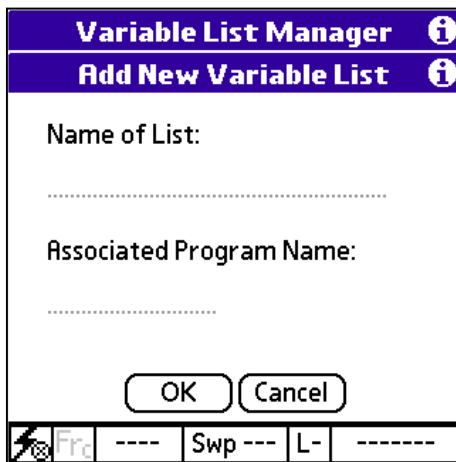 Variable List Manager i
Add New Variable List i
Name of List:
Associated Program Name:
OK Cancel
Frc ---- Swp --- L- -------